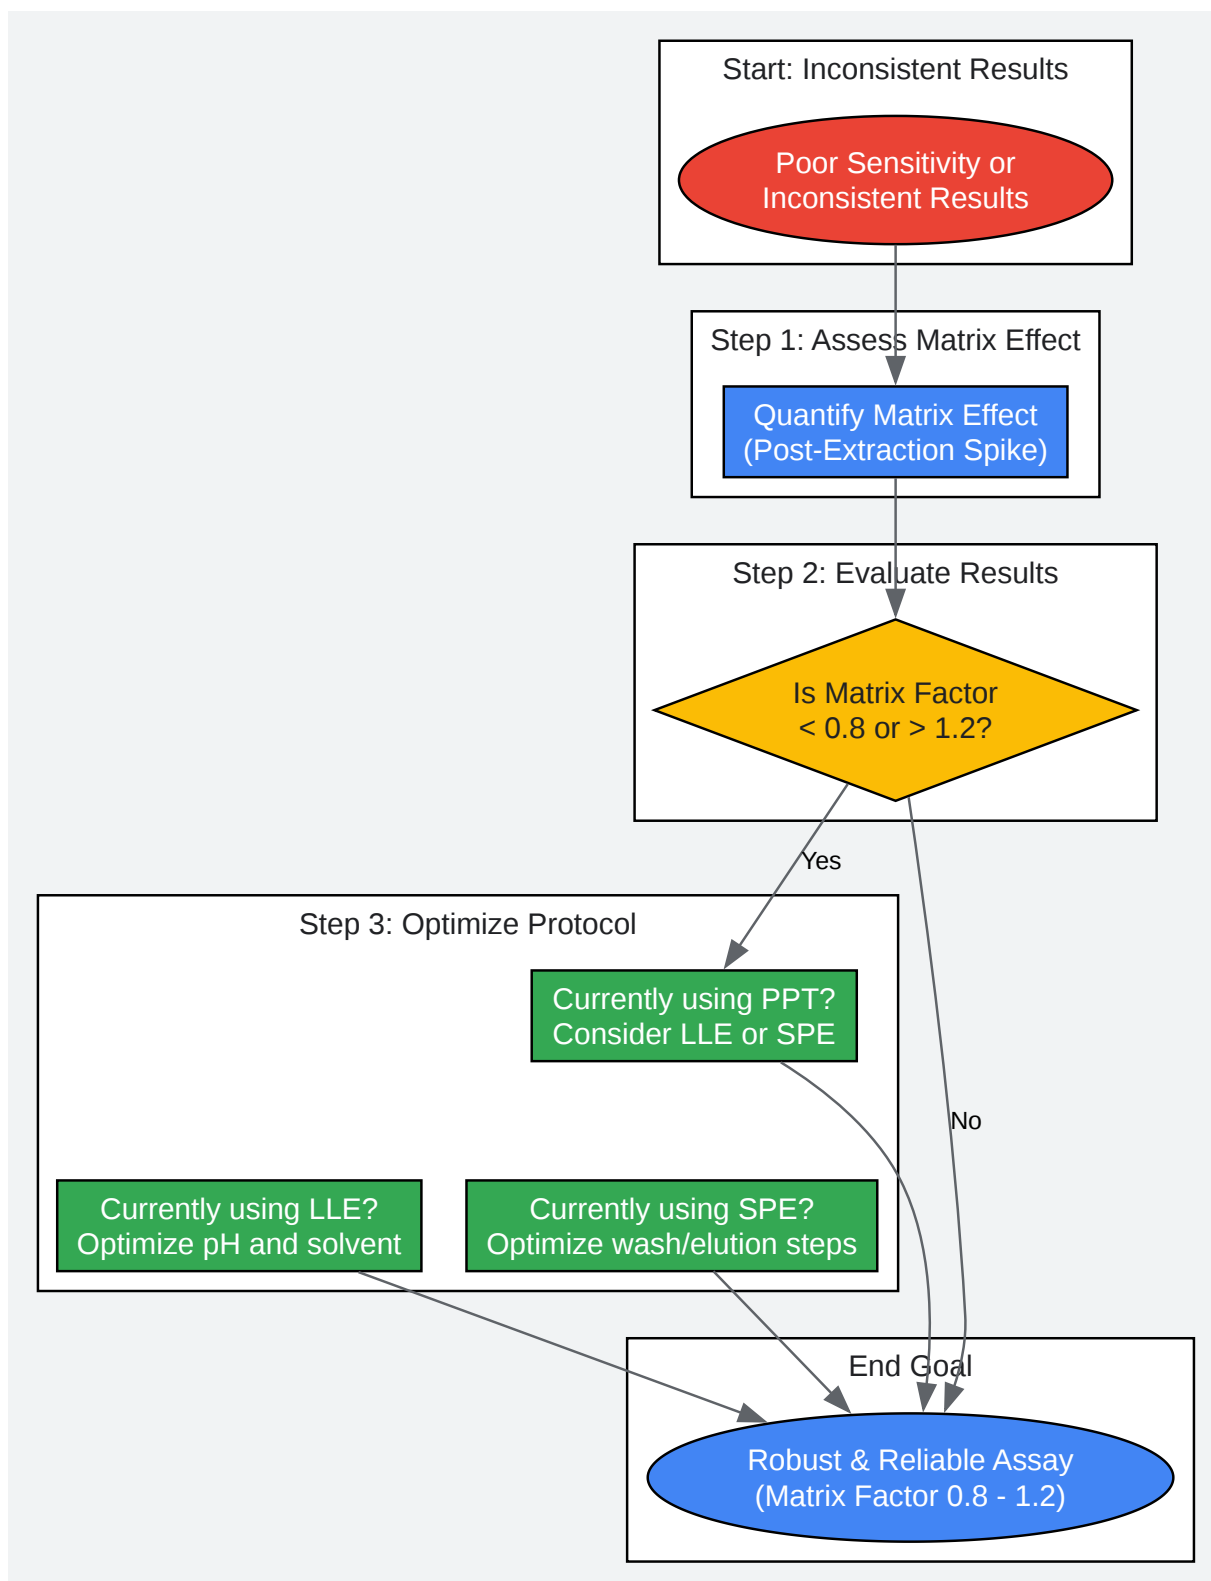 Start: Inconsistent Results
Poor Sensitivity or
Inconsistent Results
Step 1: Assess Matrix Effect
Quantify Matrix Effect
(Post-Extraction Spike)
Step 2: Evaluate Results
Is Matrix Factor
< 0.8 or > 1.2?
Yes
Step 3: Optimize Protocol
Currently using PPT?
Consider LLE or SPE
No
Currently using LLE?
Optimize pH and solvent
Currently using SPE?
Optimize wash/elution steps
End Goal
Robust & Reliable Assay
(Matrix Factor 0.8 - 1.2)